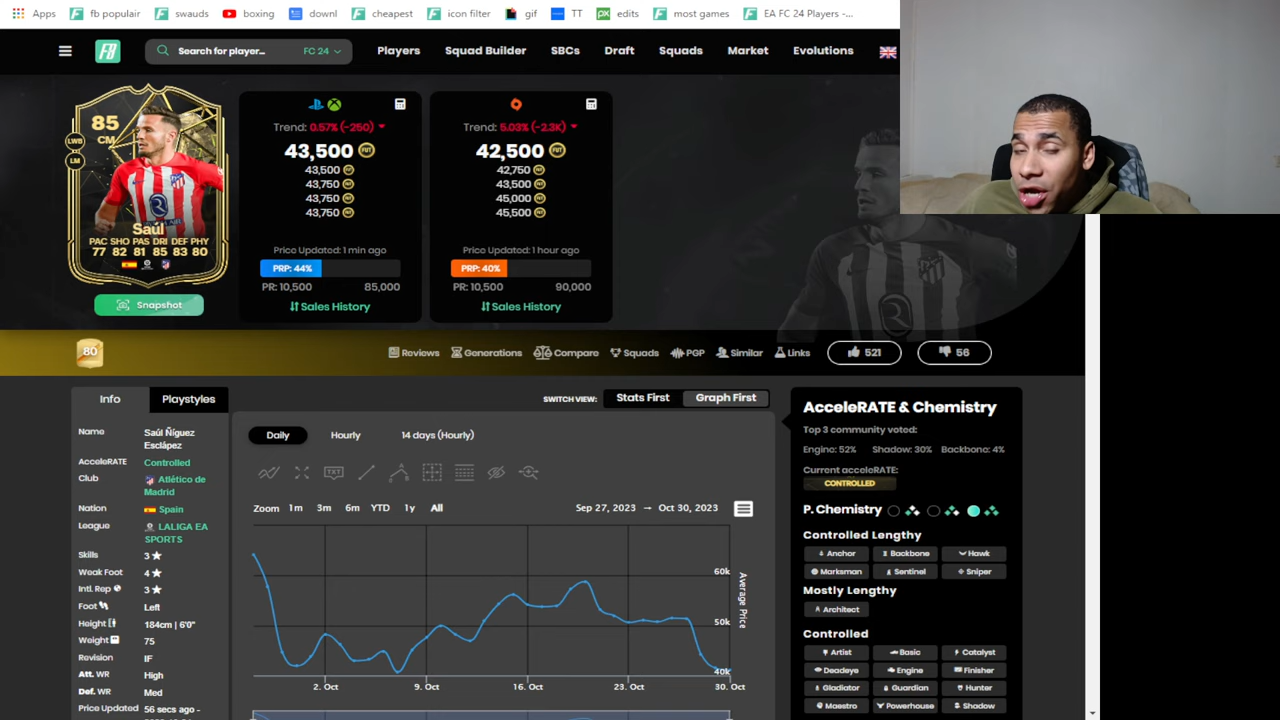 Apps fb populair swauds boxing downl cheapest icon filter gif TT edits most games EA FC 24 Players -...
FB Search for player... FC 24 Players Squad Builder SBCs Draft Squads Market Evolutions
85
CM
LWB
LM
Saúl
PAC SHO PAS DRI DEF PHY
77 82 81 85 83 80
Snapshot
Trend: 0.57% (-250)
43,500
43,500
43,750
43,750
43,750
Price Updated: 1 min ago
PRP: 44%
PR: 10,500 85,000
Sales History
Trend: 5.03% (-2.3K)
42,500
42,750
43,500
45,000
45,500
Price Updated: 1 hour ago
PRP: 40%
PR: 10,500 90,000
Sales History
80 Reviews Generations Compare Squads PGP Similar Links 521 56
Info Playstyles
Name Saúl Ñíguez
Esclápez
AcceleRATE Controlled
Club Atlético de
Madrid
Nation Spain
League LALIGA EA
SPORTS
Skills 3
Weak Foot 4
Intl. Rep 3
Foot Left
Height 184cm | 6'0"
Weight 75
Revision IF
Att. WR High
Def. WR Med
Price Updated 56 secs ago -
SWITCH VIEW: Stats First Graph First
Daily Hourly 14 days (Hourly)
TXT
Zoom 1m 3m 6m YTD 1y All Sep 27, 2023 → Oct 30, 2023
60k
50k
40k
Average Price
2. Oct 9. Oct 16. Oct 23. Oct 30. Oct
AcceleRATE & Chemistry
Top 3 community voted:
Engine: 52% Shadow: 30% Backbone: 4%
Current acceleRATE:
CONTROLLED
P. Chemistry
Controlled Lengthy
Anchor Backbone Hawk
Marksman Sentinel Sniper
Mostly Lengthy
Architect
Controlled
Artist Basic Catalyst
Deadeye Engine Finisher
Gladiator Guardian Hunter
Maestro Powerhouse Shadow